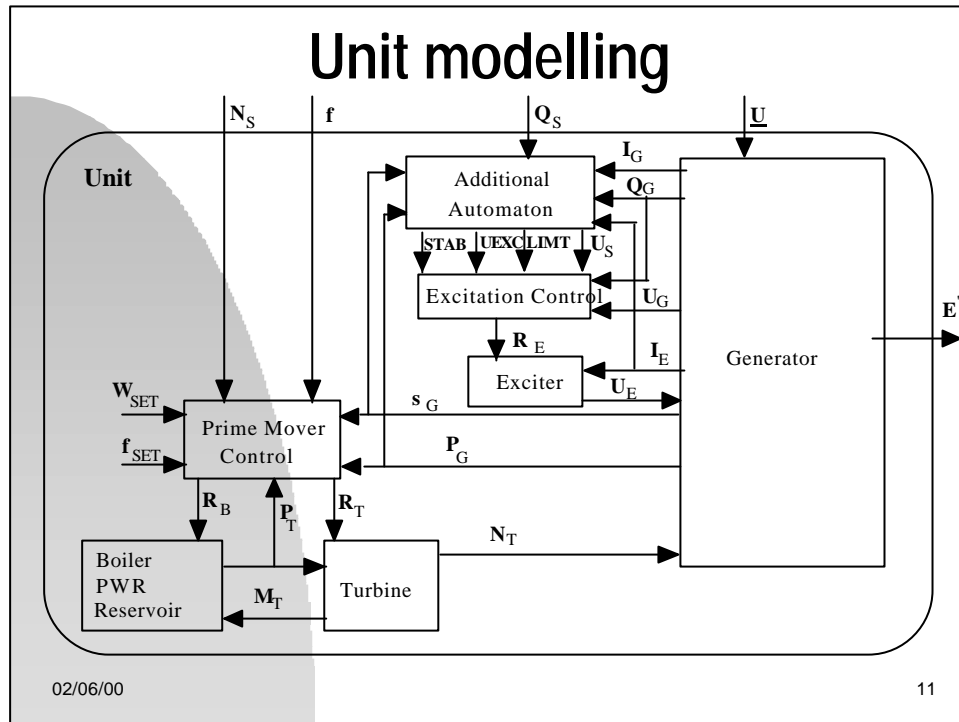 Unit modelling
N_S
f
Q_S
U
Unit
I_G
Q_G
Additional
Automaton
STAB
UEXC
LIMT
U_S
Excitation Control
U_G
R_E
I_E
Exciter
U_E
Generator
E'
W_SET
f_SET
Prime Mover
Control
s_G
P_G
R_B
P_T
R_T
N_T
Boiler
PWR
Reservoir
M_T
Turbine
02/06/00
11